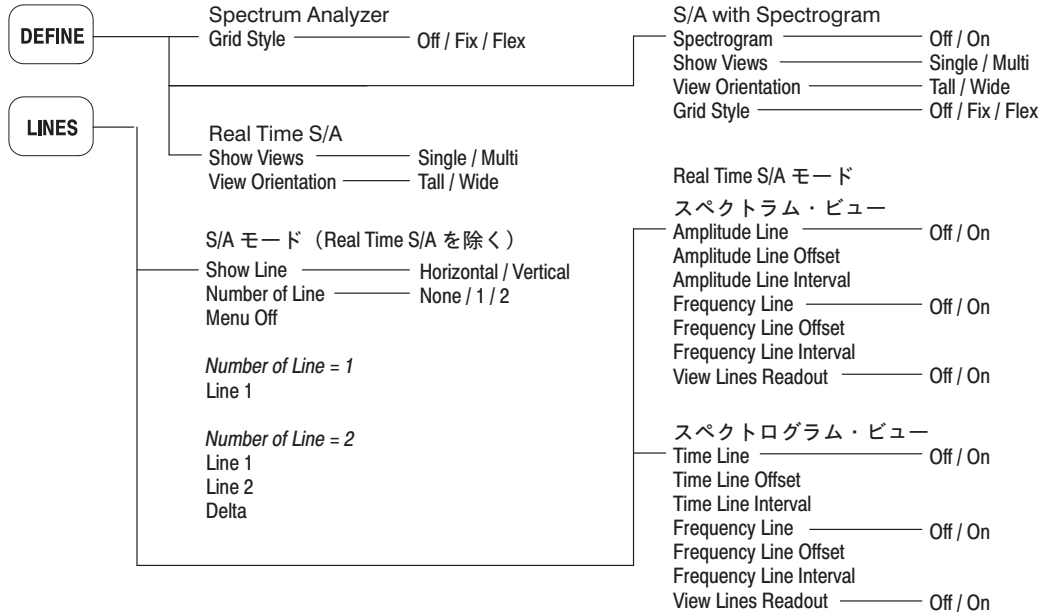 DEFINE
Spectrum Analyzer
Grid Style Off / Fix / Flex
S/A with Spectrogram
Spectrogram Off / On
Show Views Single / Multi
View Orientation Tall / Wide
Grid Style Off / Fix / Flex
Real Time S/A
Show Views Single / Multi
View Orientation Tall / Wide
LINES
S/A モード（Real Time S/A を除く）
Show Line Horizontal / Vertical
Number of Line None / 1 / 2
Menu Off
Number of Line = 1
Line 1
Number of Line = 2
Line 1
Line 2
Delta
Real Time S/A モード
スペクトラム・ビュー
Amplitude Line Off / On
Amplitude Line Offset
Amplitude Line Interval
Frequency Line Off / On
Frequency Line Offset
Frequency Line Interval
View Lines Readout Off / On
スペクトログラム・ビュー
Time Line Off / On
Time Line Offset
Time Line Interval
Frequency Line Off / On
Frequency Line Offset
Frequency Line Interval
View Lines Readout Off / On